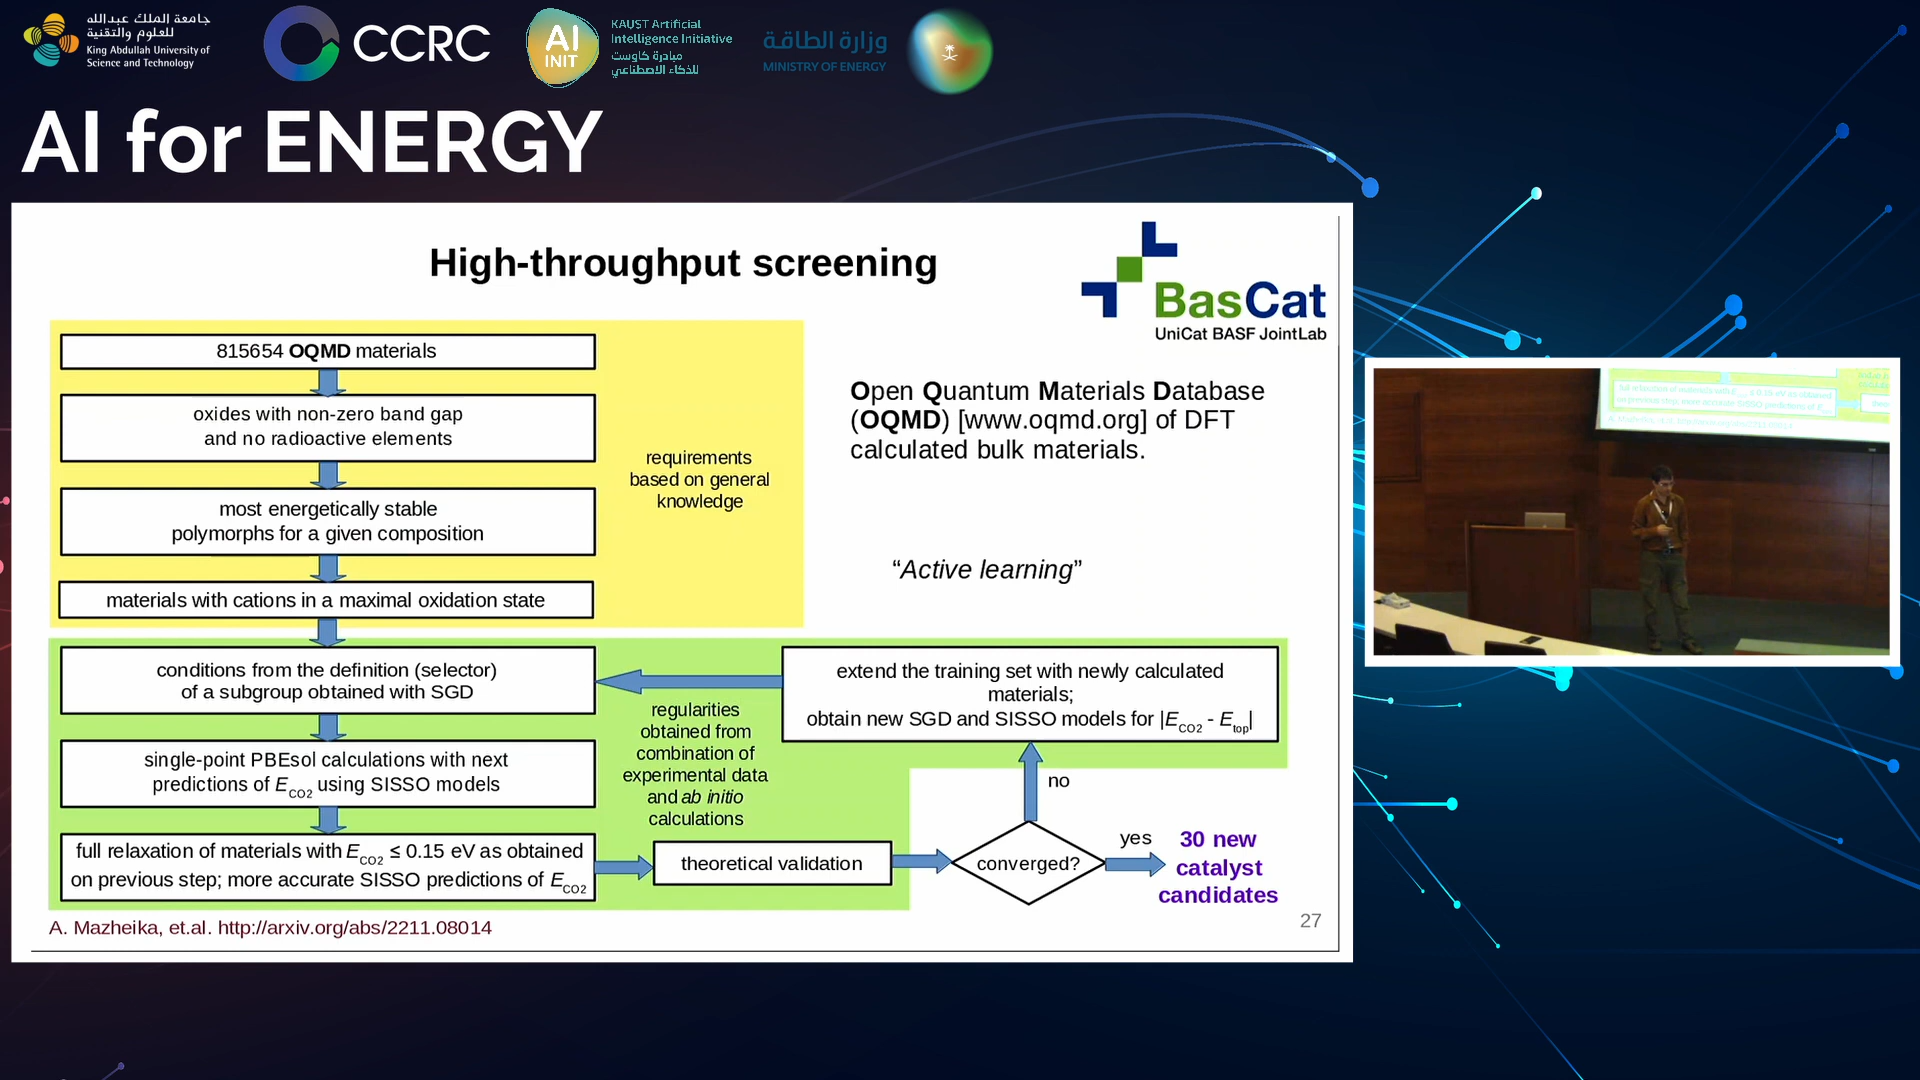 جامعة الملك عبدالله
للعلوم والتقنية
King Abdullah University of
Science and Technology
CCRC
AI
INIT
KAUST Artificial
Intelligence Initiative
مبادرة كاوست
للذكاء الاصطناعي
وزارة الطاقة
MINISTRY OF ENERGY
AI for ENERGY
High-throughput screening
BasCat
UniCat BASF JointLab
815654 OQMD materials
oxides with non-zero band gap
and no radioactive elements
most energetically stable
polymorphs for a given composition
materials with cations in a maximal oxidation state
requirements
based on general
knowledge
Open Quantum Materials Database
(OQMD) [www.oqmd.org] of DFT
calculated bulk materials.
“Active learning”
conditions from the definition (selector)
of a subgroup obtained with SGD
single-point PBEsol calculations with next
predictions of E_CO2 using SISSO models
full relaxation of materials with E_CO2 ≤ 0.15 eV as obtained
on previous step; more accurate SISSO predictions of E_CO2
regularities
obtained from
combination of
experimental data
and ab initio
calculations
extend the training set with newly calculated
materials;
obtain new SGD and SISSO models for |E_CO2 - E_top|
theoretical validation
converged?
no
yes
30 new
catalyst
candidates
A. Mazheika, et.al. http://arxiv.org/abs/2211.08014
27